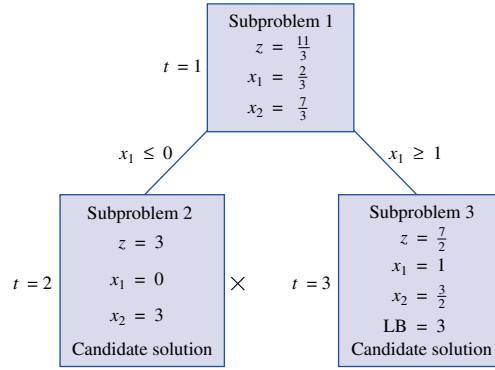 Subproblem 1
z = 11/3
t = 1
x₁ = 2/3
x₂ = 7/3
x₁ ≤ 0
x₁ ≥ 1
Subproblem 2
z = 3
t = 2
x₁ = 0
x₂ = 3
Candidate solution
×
Subproblem 3
z = 7/2
t = 3
x₁ = 1
x₂ = 3/2
LB = 3
Candidate solution